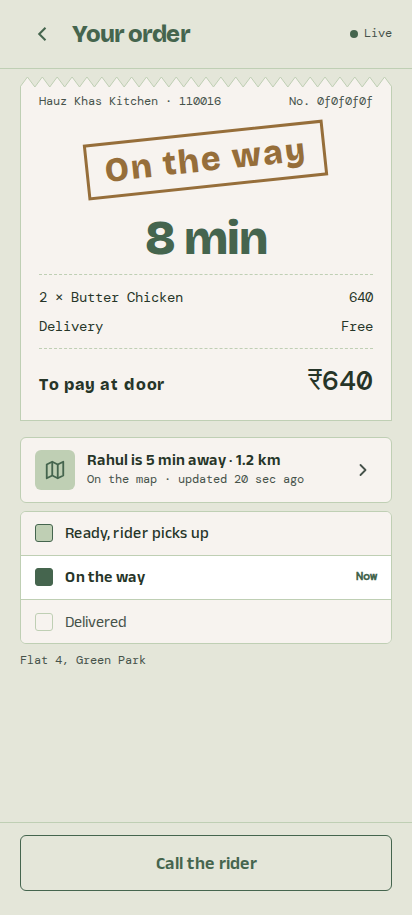 Your order
Live
Hauz Khas Kitchen · 110016
No. 0f0f0f0f
On the way
8 min
2 × Butter Chicken 640
Delivery Free
To pay at door ₹640
Rahul is 5 min away · 1.2 km
On the map · updated 20 sec ago
Ready, rider picks up
On the way Now
Delivered
Flat 4, Green Park
Call the rider